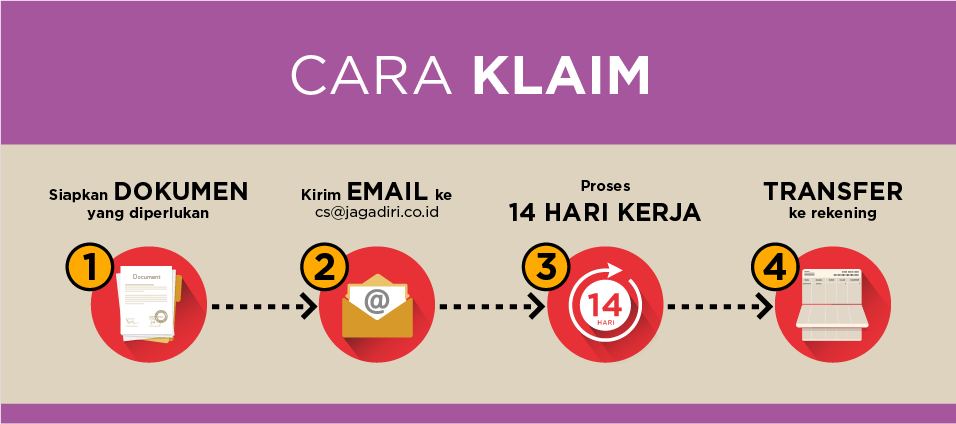 CARA KLAIM
Siapkan DOKUMEN
yang diperlukan
1
Document
Kirim EMAIL ke
cs@jagadiri.co.id
2
@
Proses
14 HARI KERJA
3
14
HARI
TRANSFER
ke rekening
4